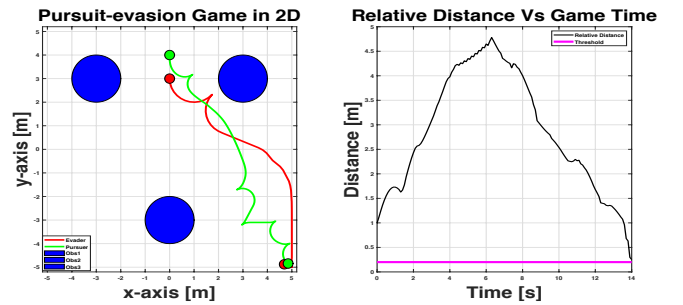 Pursuit-evasion Game in 2D
5
4
3
2
1
0
-1
-2
-3
-4
-5
y-axis [m]
Evader
Pursuer
Obs1
Obs2
Obs3
-5 -4 -3 -2 -1 0 1 2 3 4 5
x-axis [m]
Relative Distance Vs Game Time
5
4.5
4
3.5
3
2.5
2
1.5
1
0.5
0
Distance [m]
Relative Distance
Threshold
0 2 4 6 8 10 12 14
Time [s]